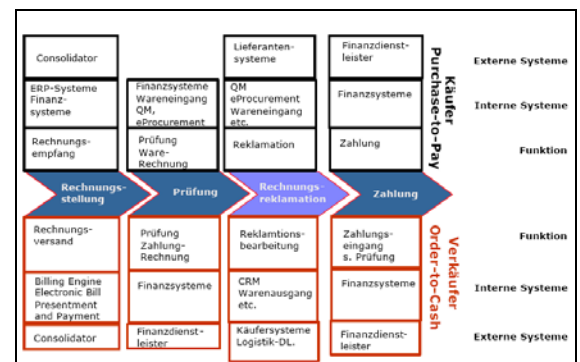 Consolidator
Lieferanten-
systeme
Finanzdienst-
leister
Externe Systeme
ERP-Systeme
Finanz-
systeme
Finanzsysteme
Wareneingang
QM,
eProcurement
QM
eProcurement
Wareneingang
etc.
Finanzsysteme
Interne Systeme
Rechnungs-
empfang
Prüfung
Ware-
Rechnung
Reklamation
Zahlung
Funktion
Käufer
Purchase-to-Pay
Rechnungs-
stellung
Prüfung
Rechnungs-
reklamation
Zahlung
Rechnungs-
versand
Prüfung
Zahlung-
Rechnung
Reklamtions-
bearbeitung
Zahlungs-
eingang
s. Prüfung
Funktion
Billing Engine
Electronic Bill
Presentment
and Payment
Finanzsysteme
CRM
Warenausgang
etc.
Finanzsysteme
Interne Systeme
Consolidator
Finanzdienst-
leister
Käufersysteme
Logistik-DL.
Finanzdienst-
leister
Externe Systeme
Verkäufer
Order-to-Cash